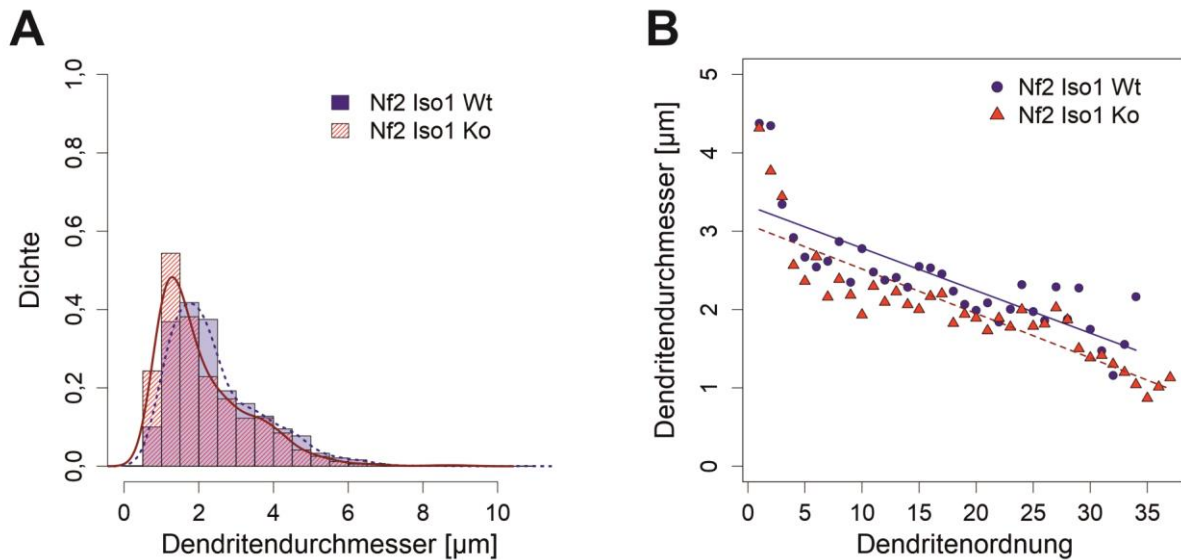 A
Dichte
1,0
0,8
0,6
0,4
0,2
0,0
Nf2 Iso1 Wt
Nf2 Iso1 Ko
0 2 4 6 8 10
Dendritendurchmesser [µm]
B
Dendritendurchmesser [µm]
5
4
3
2
1
0
Nf2 Iso1 Wt
Nf2 Iso1 Ko
0 5 10 15 20 25 30 35
Dendritenordnung